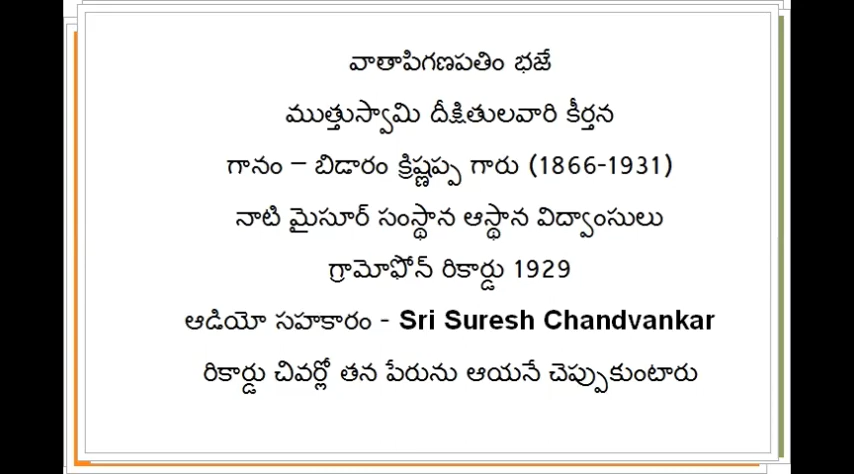 వాతాపిగణపతిం భజే
ముత్తుస్వామి దీక్షితులవారి కీర్తన
గానం – బిడారం క్రిష్ణప్ప గారు (1866-1931)
నాటి మైసూర్ సంస్థాన ఆస్థాన విద్వాంసులు
గ్రామోఫోన్ రికార్డు 1929
ఆడియో సహకారం - Sri Suresh Chandvankar
రికార్డు చివర్లో తన పేరును ఆయనే చెప్పుకుంటారు